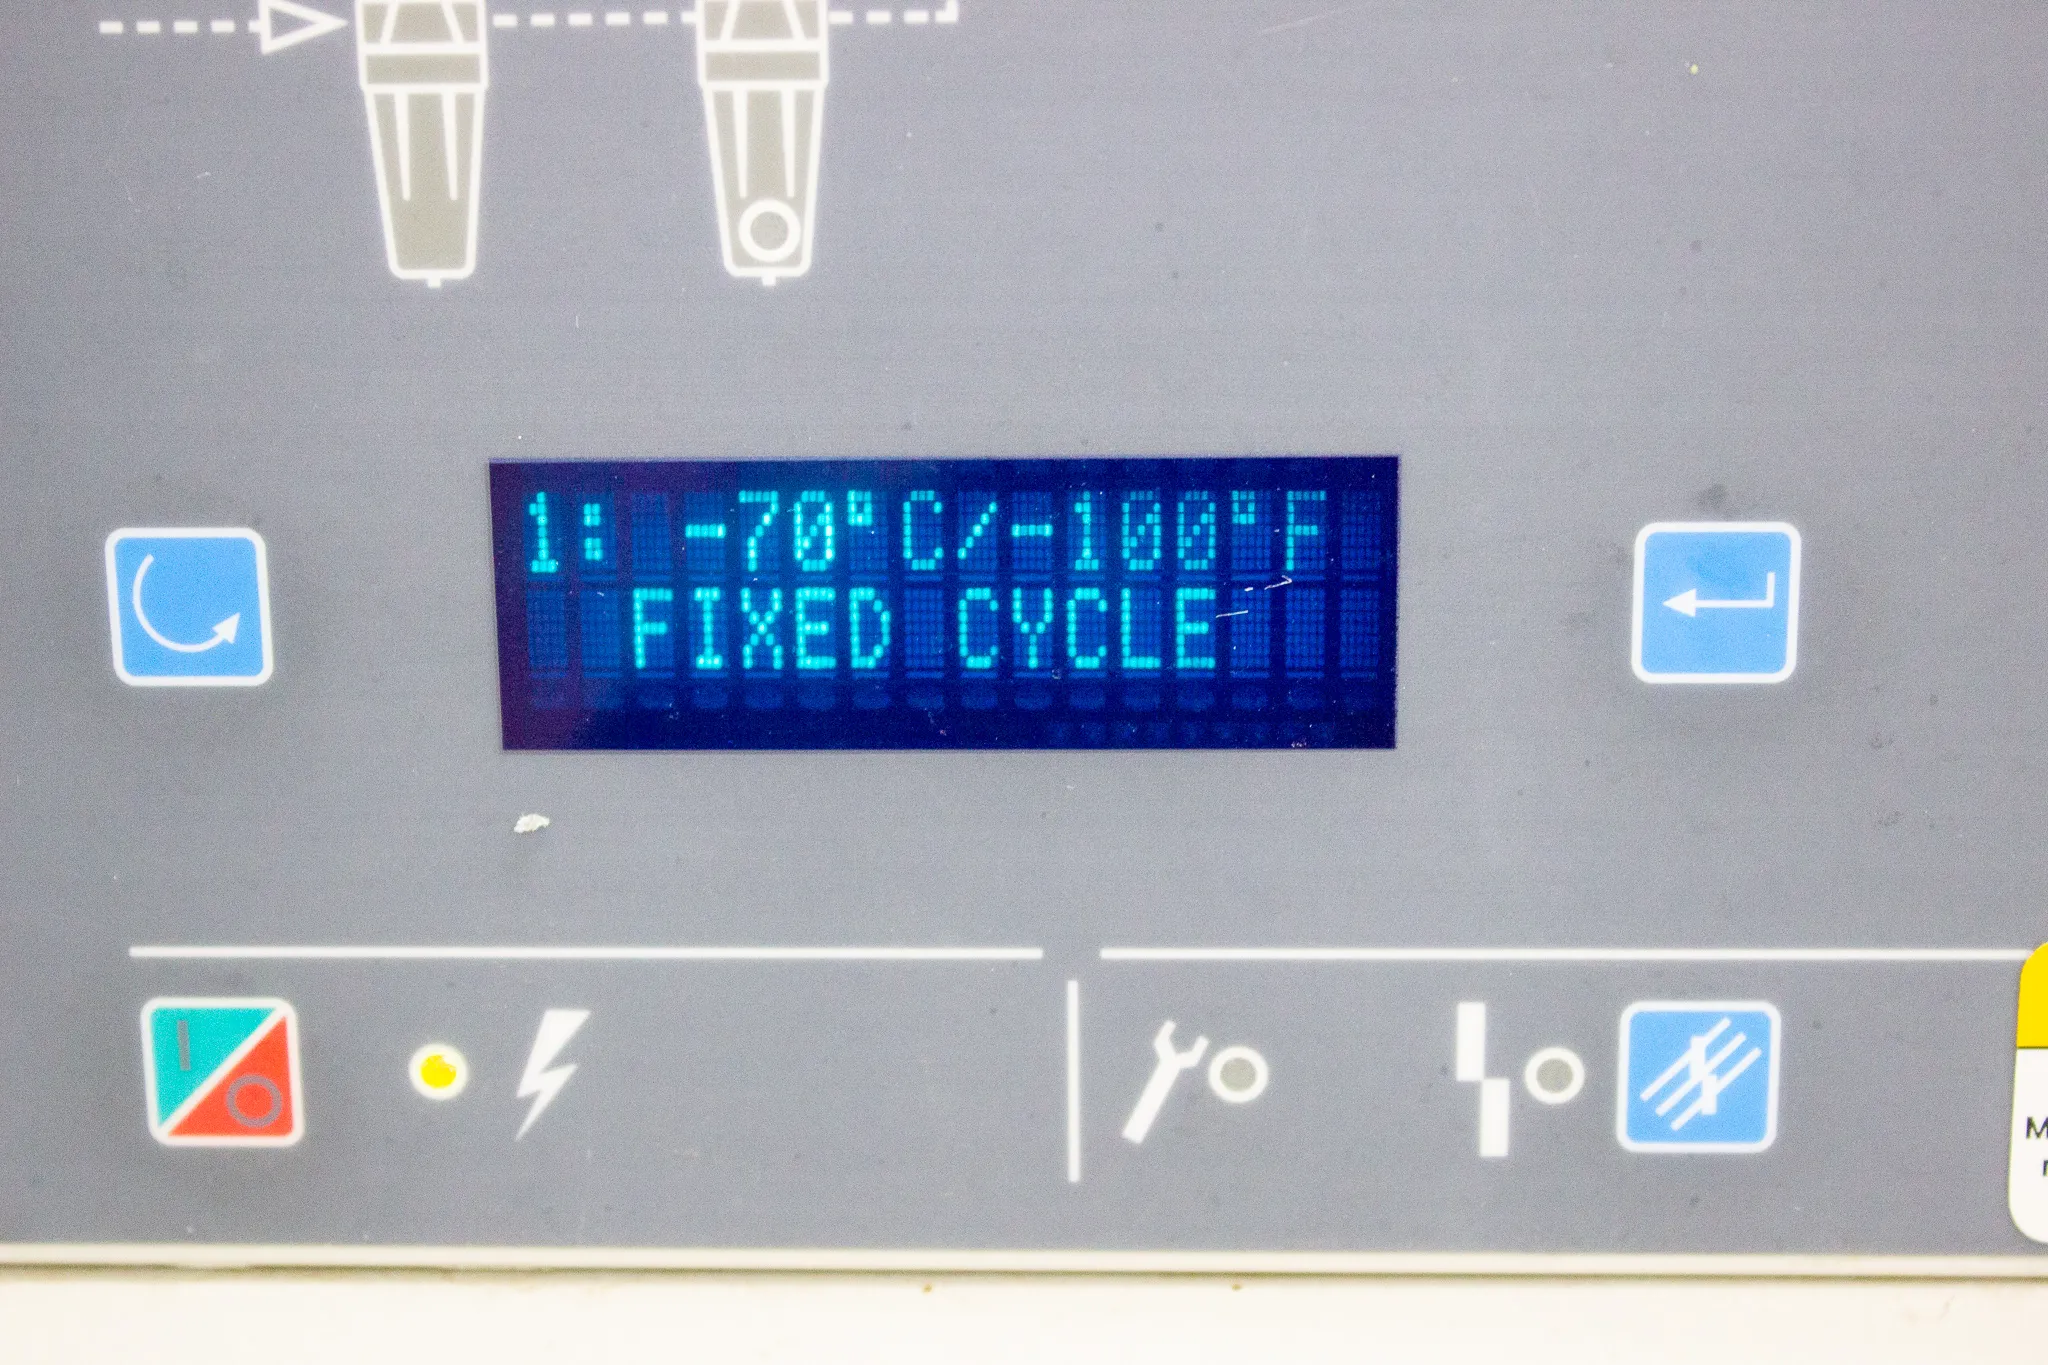 1: -70°C/-100°F
FIXED CYCLE